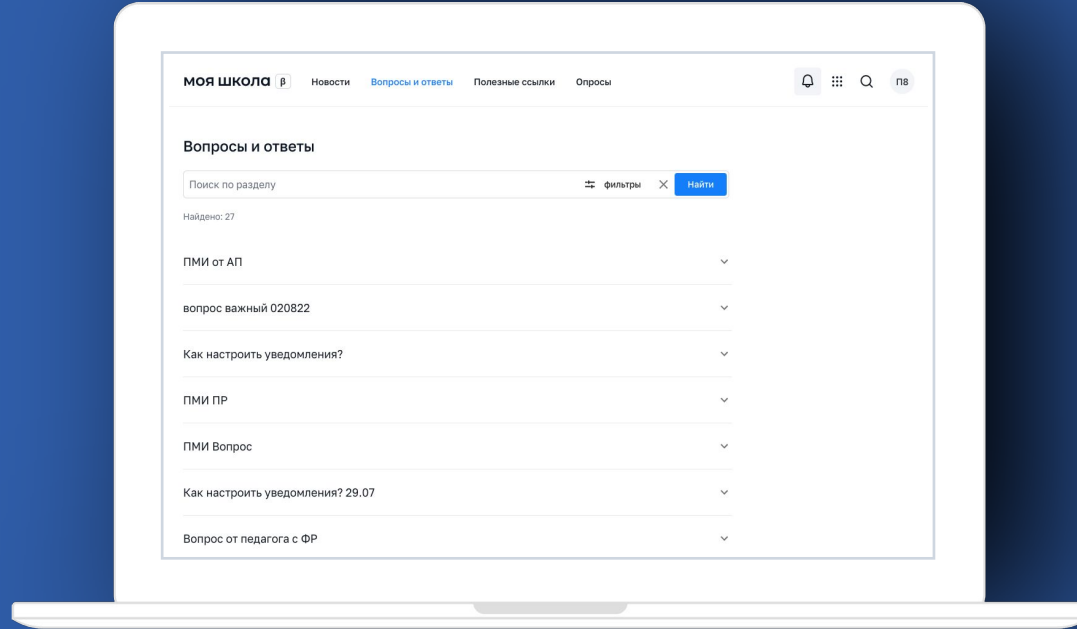 МОЯ ШКОЛА β Новости Вопросы и ответы Полезные ссылки Опросы П8
Вопросы и ответы
Поиск по разделу фильтры Найти
Найдено: 27
ПМИ от АП
вопрос важный 020822
Как настроить уведомления?
ПМИ ПР
ПМИ Вопрос
Как настроить уведомления? 29.07
Вопрос от педагога с ФР